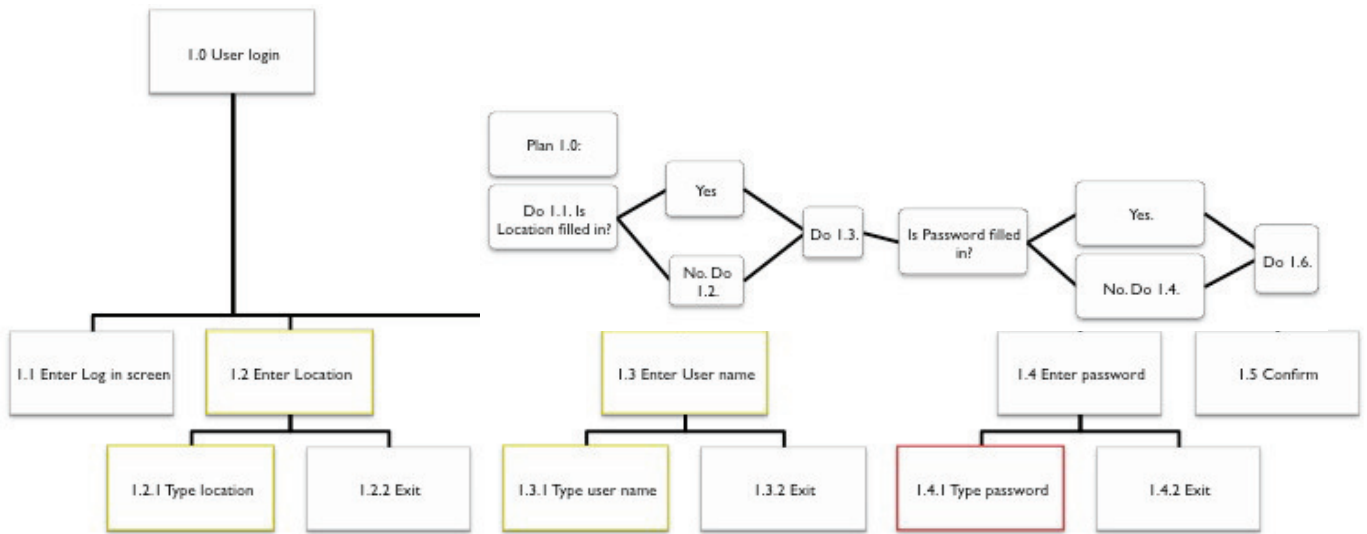 1.0 User login
Plan 1.0:
Do 1.1. Is
Location filled in?
Yes
No. Do
1.2.
Do 1.3.
Is Password filled
in?
Yes.
No. Do 1.4.
Do 1.6.
1.1 Enter Log in screen
1.2 Enter Location
1.3 Enter User name
1.4 Enter password
1.5 Confirm
1.2.1 Type location
1.2.2 Exit
1.3.1 Type user name
1.3.2 Exit
1.4.1 Type password
1.4.2 Exit